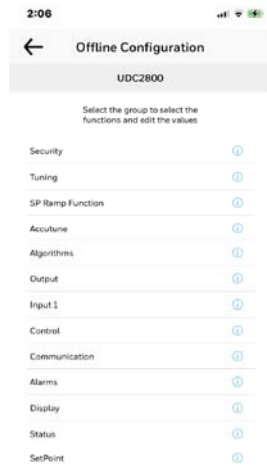 2:06
Offline Configuration
UDC2800
Select the group to select the
functions and edit the values
Security
Tuning
SP Ramp Function
Accutune
Algorithms
Output
Input 1
Control
Communication
Alarms
Display
Status
SetPoint